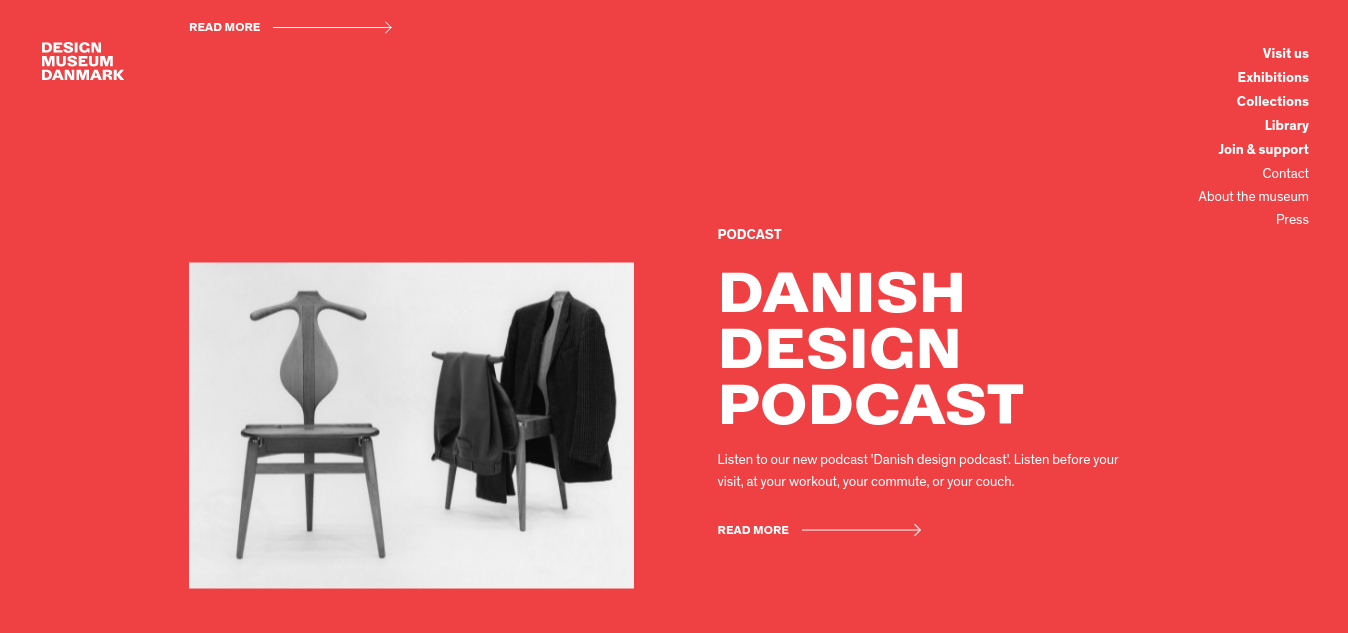 READ MORE
DESIGN
MUSEUM
DANMARK
Visit us
Exhibitions
Collections
Library
Join & support
Contact
About the museum
Press
PODCAST
DANISH
DESIGN
PODCAST
Listen to our new podcast 'Danish design podcast'. Listen before your
visit, at your workout, your commute, or your couch.
READ MORE